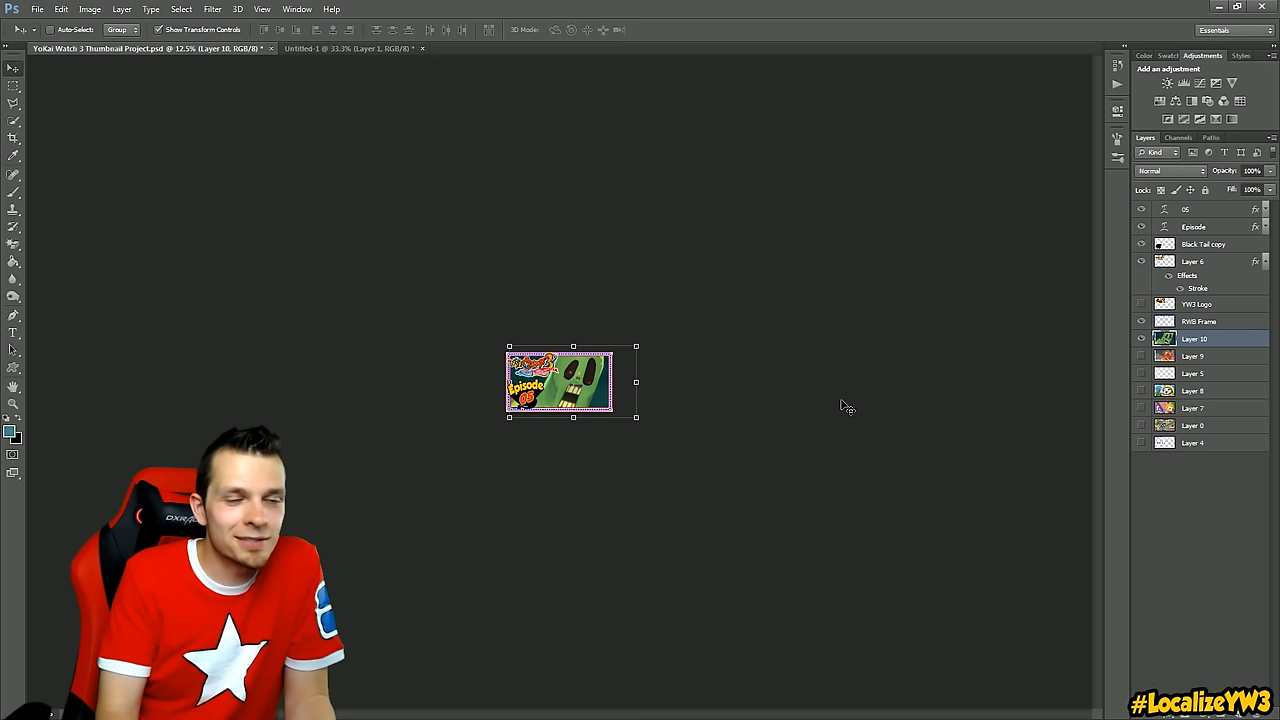 Ps File Edit Image Layer Type Select Filter 3D View Window Help
Auto-Select: Group Show Transform Controls 3D Mode: Essentials
YoKai Watch 3 Thumbnail Project.psd @ 12.5% (Layer 10, RGB/8) * × Untitled-1 @ 33.3% (Layer 1, RGB/8) * ×
Color Swatc Adjustments Styles
Add an adjustment
Layers Channels Paths
Kind
Normal Opacity: 100%
Lock: Fill: 100%
05 fx
Episode fx
Black Tail copy
Layer 6 fx
Effects
Stroke
YW3 Logo
RWB Frame
Layer 10
Layer 9
Layer 5
Layer 8
Layer 7
Layer 0
Layer 4
Episode
05
#LocalizeYW3